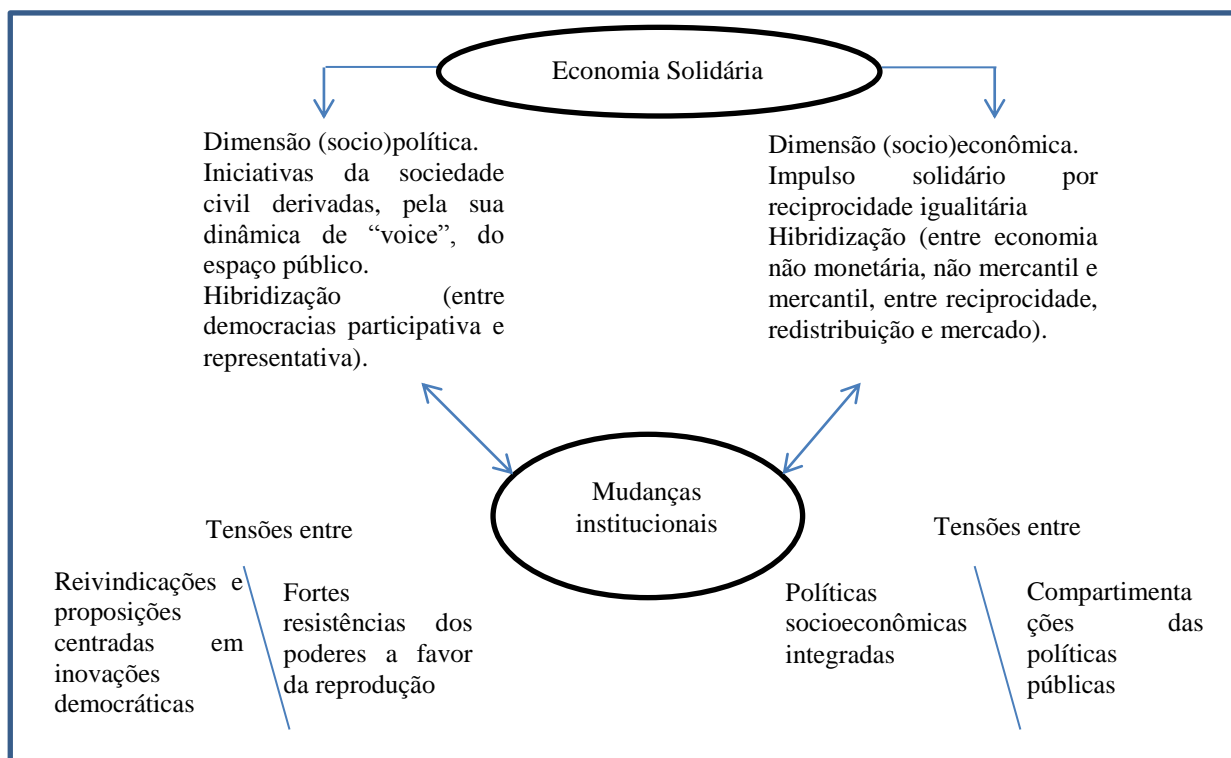 Economia Solidária
Dimensão (socio)política.
Iniciativas da sociedade
civil derivadas, pela sua
dinâmica de “voice”, do
espaço público.
Hibridização (entre
democracias participativa e
representativa).
Dimensão (socio)econômica.
Impulso solidário por
reciprocidade igualitária
Hibridização (entre economia
não monetária, não mercantil e
mercantil, entre reciprocidade,
redistribuição e mercado).
Mudanças
institucionais
Tensões entre
Reivindicações e
proposições
centradas em
inovações
democráticas
Fortes
resistências dos
poderes a favor
da reprodução
Tensões entre
Políticas
socioeconômicas
integradas
Compartimenta
ções das
políticas
públicas